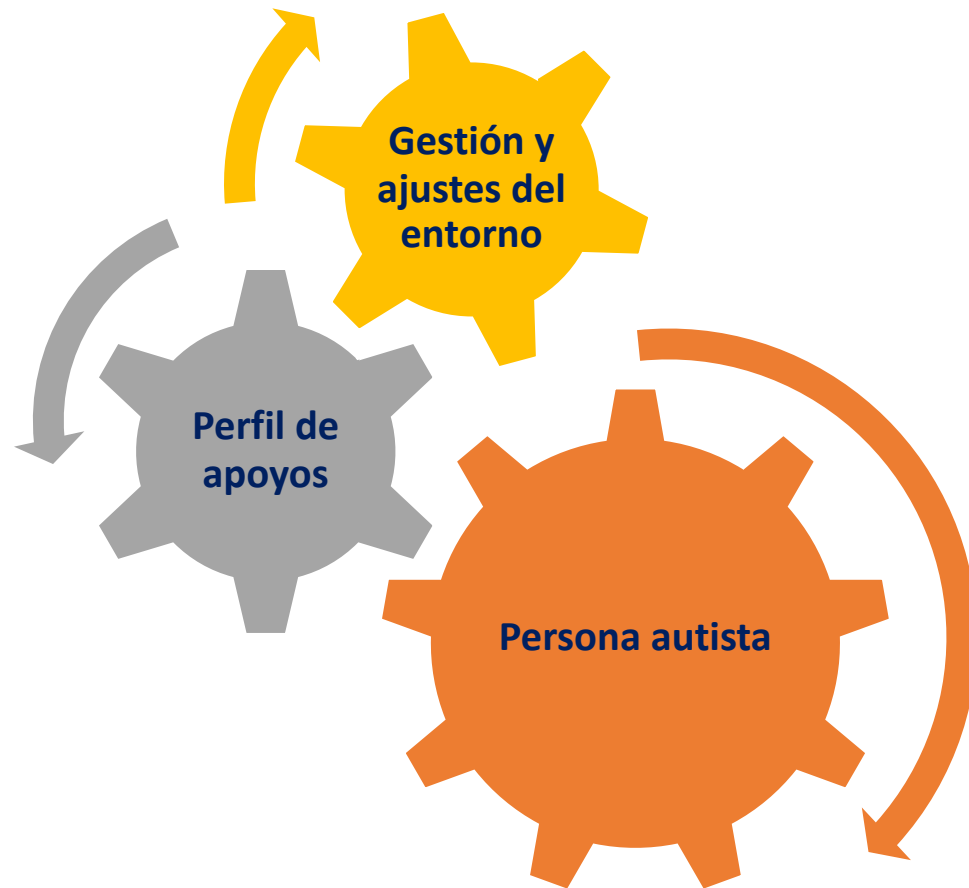 Gestión y
ajustes del
entorno
Perfil de
apoyos
Persona autista